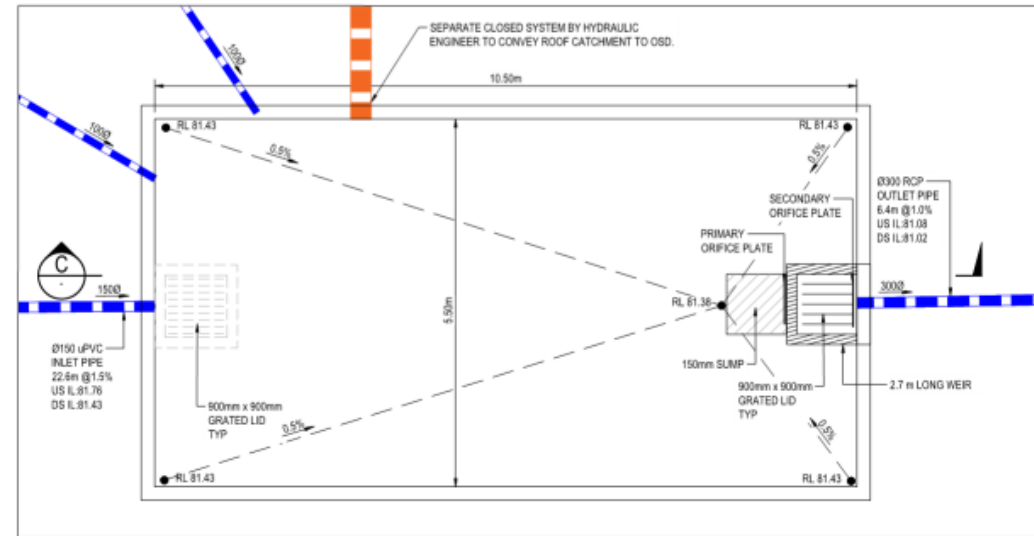 SEPARATE CLOSED SYSTEM BY HYDRAULIC
ENGINEER TO CONVEY ROOF CATCHMENT TO OSD.
100Ø
10.50m
100Ø
RL 81.43
RL 81.43
0.5%
0.5%
Ø300 RCP
OUTLET PIPE
6.4m @1.0%
US IL:81.08
DS IL:81.02
SECONDARY
ORIFICE PLATE
PRIMARY
ORIFICE PLATE
C
-
150Ø
300Ø
RL 81.38
5.50m
Ø150 uPVC
INLET PIPE
22.6m @1.5%
US IL:81.76
DS IL:81.43
150mm SUMP
900mm x 900mm
GRATED LID
TYP
2.7 m LONG WEIR
900mm x 900mm
GRATED LID
TYP
0.5%
0.5%
RL 81.43
RL 81.43